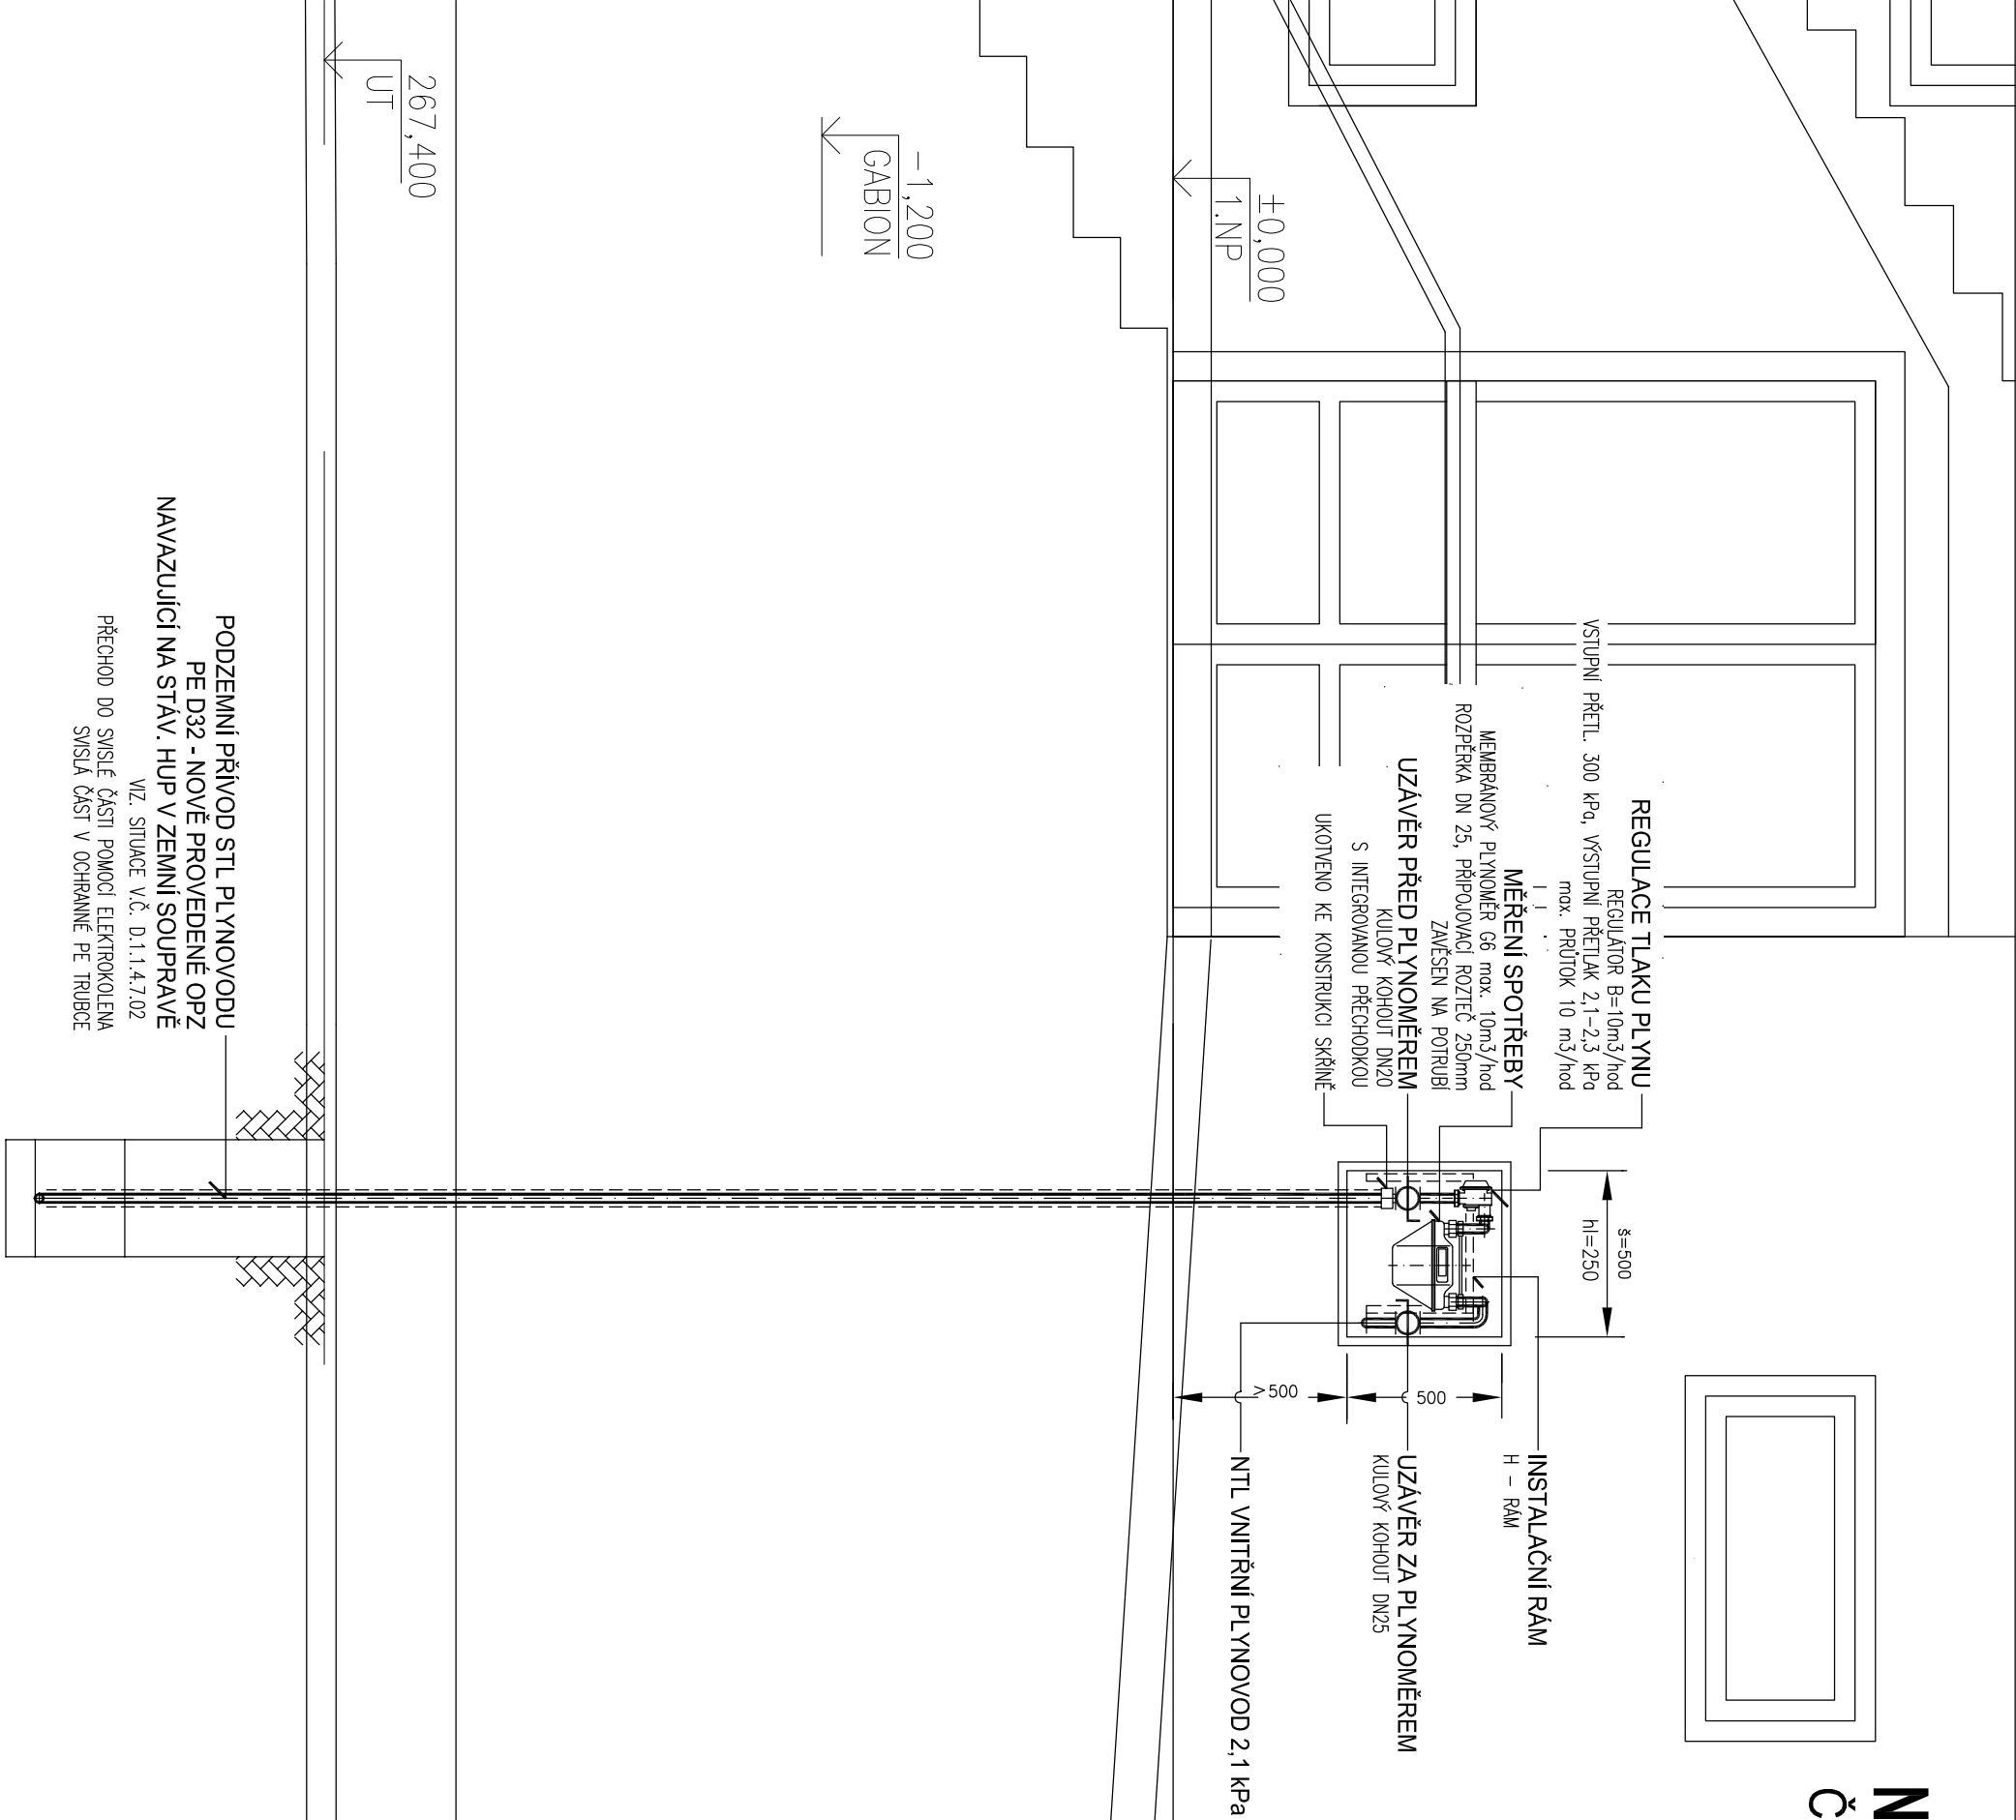 N
Č
REGULACE TLAKU PLYNU
REGULÁTOR B=10m3/hod
VSTUPNÍ PŘETL. 300 kPa, VÝSTUPNÍ PŘETLAK 2,1-2,3 kPa
max. PRŮTOK 10 m3/hod
MĚŘENÍ SPOTŘEBY
MEMBRÁNOVÝ PLYNOMĚR G6 max. 10m3/hod
ROZPĚRKA DN 25, PŘIPOJOVACÍ ROZTEČ 250mm
ZAVĚŠEN NA POTRUBÍ
UZÁVĚR PŘED PLYNOMĚREM
KULOVÝ KOHOUT DN20
S INTEGROVANOU PŘECHODKOU
UKOTVENO KE KONSTRUKCI SKŘÍNĚ
š=500
hl=250
500
>500
INSTALAČNÍ RÁM
H - RÁM
UZÁVĚR ZA PLYNOMĚREM
KULOVÝ KOHOUT DN25
NTL VNITŘNÍ PLYNOVOD 2,1 kPa
±0,000
1.NP
-1,200
GABION
267,400
UT
PODZEMNÍ PŘÍVOD STL PLYNOVODU
PE D32 - NOVĚ PROVEDENÉ OPZ
NAVAZUJÍCÍ NA STÁV. HUP V ZEMNÍ SOUPRAVĚ
VIZ. SITUACE V.Č. D.1.1.4.7.02
PŘECHOD DO SVISLÉ ČÁSTI POMOCÍ ELEKTROKOLENA
SVISLÁ ČÁST V OCHRANNÉ PE TRUBCE